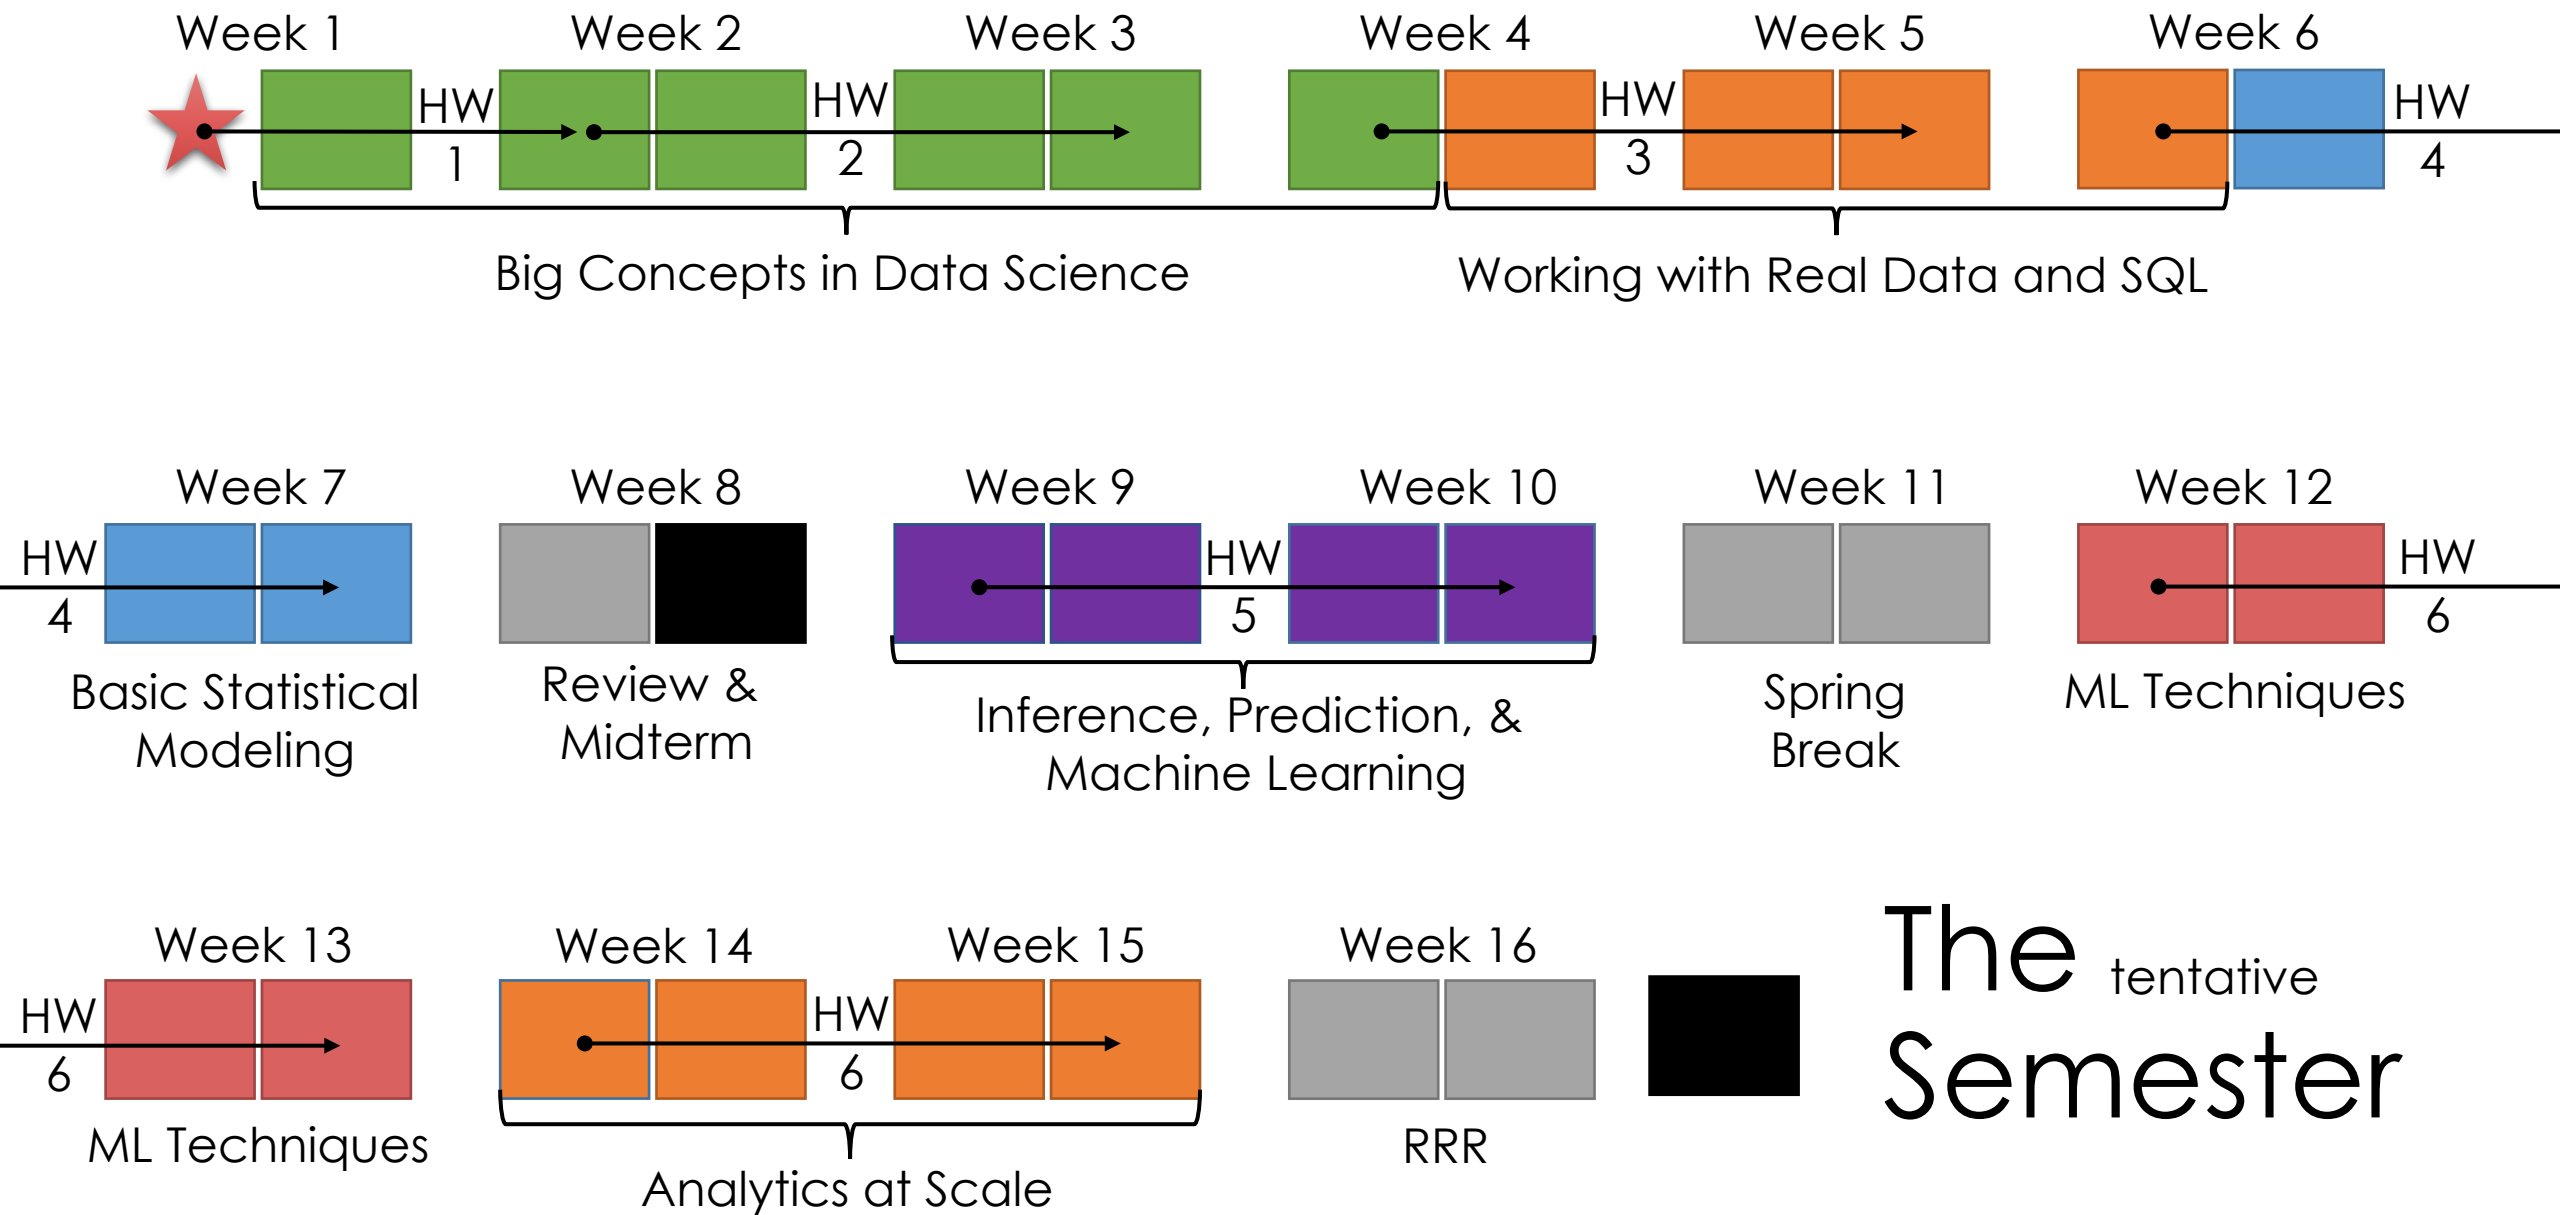 Week 1 Week 2 Week 3 Week 4 Week 5 Week 6
HW HW HW HW
1 2 3 4
Big Concepts in Data Science Working with Real Data and SQL
Week 7 Week 8 Week 9 Week 10 Week 11 Week 12
HW HW HW
4 5 6
Basic Statistical
Modeling
Review &
Midterm
Inference, Prediction, &
Machine Learning
Spring
Break
ML Techniques
Week 13 Week 14 Week 15 Week 16
HW HW
6 6
ML Techniques
Analytics at Scale
RRR
The tentative
Semester